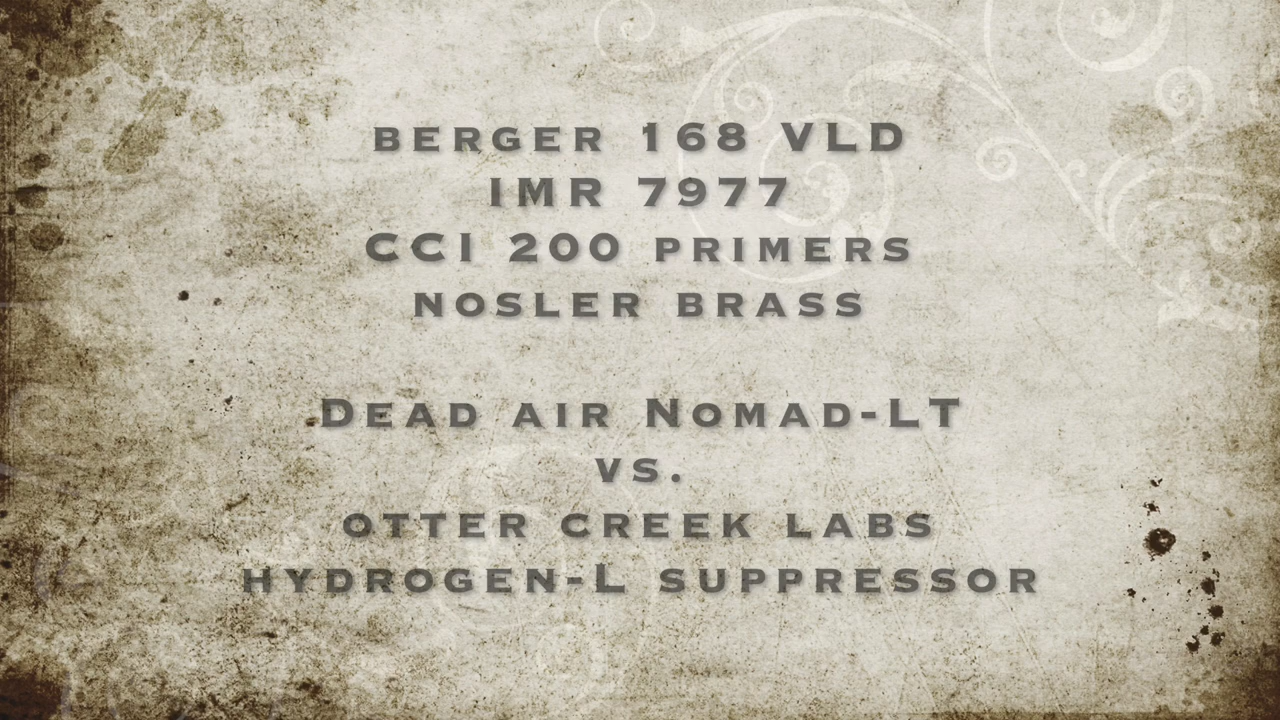 BERGER 168 VLD
IMR 7977
CCI 200 PRIMERS
NOSLER BRASS
DEAD AIR NOMAD-LT
VS.
OTTER CREEK LABS
HYDROGEN-L SUPPRESSOR